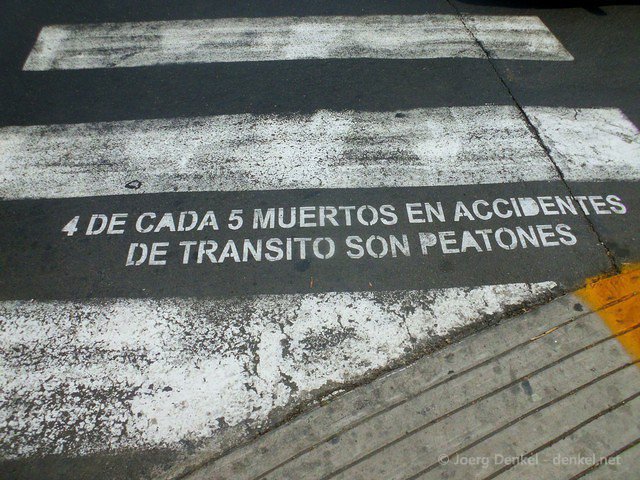 4 DE CADA 5 MUERTOS EN ACCIDENTES
DE TRANSITO SON PEATONES
© Joerg Denkel - denkel.net